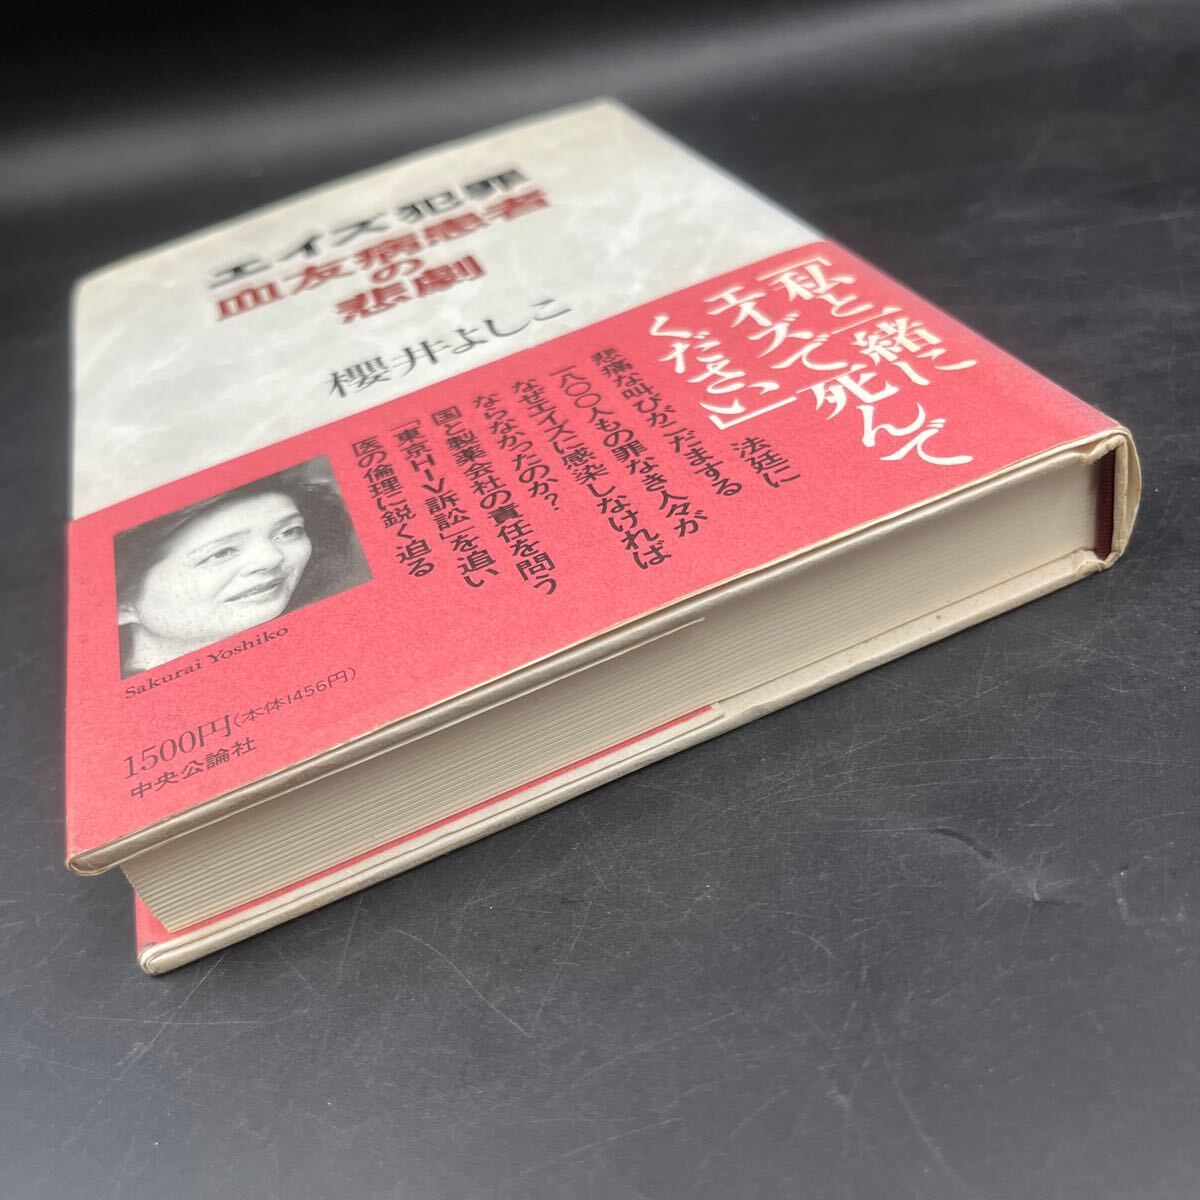 エイズ犯罪
血友病患者
の
悲劇
櫻井よしこ
「私と一緒に
エイズで死んで
ください」
法廷に
悲痛な叫びがこだまする
一八〇〇人もの罪なき人々が
なぜエイズに感染しなければ
ならなかったのか？
国と製薬会社の責任を問う
「東京HIV訴訟」を追い
医の倫理に鋭く迫る
Sakurai Yoshiko
1500円(本体1456円)
中央公論社